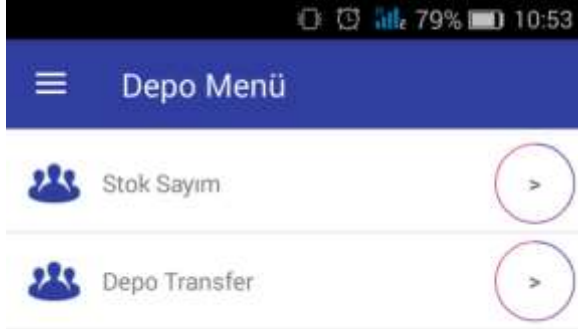 79% 10:53
Depo Menü
Stok Sayım
>
Depo Transfer
>